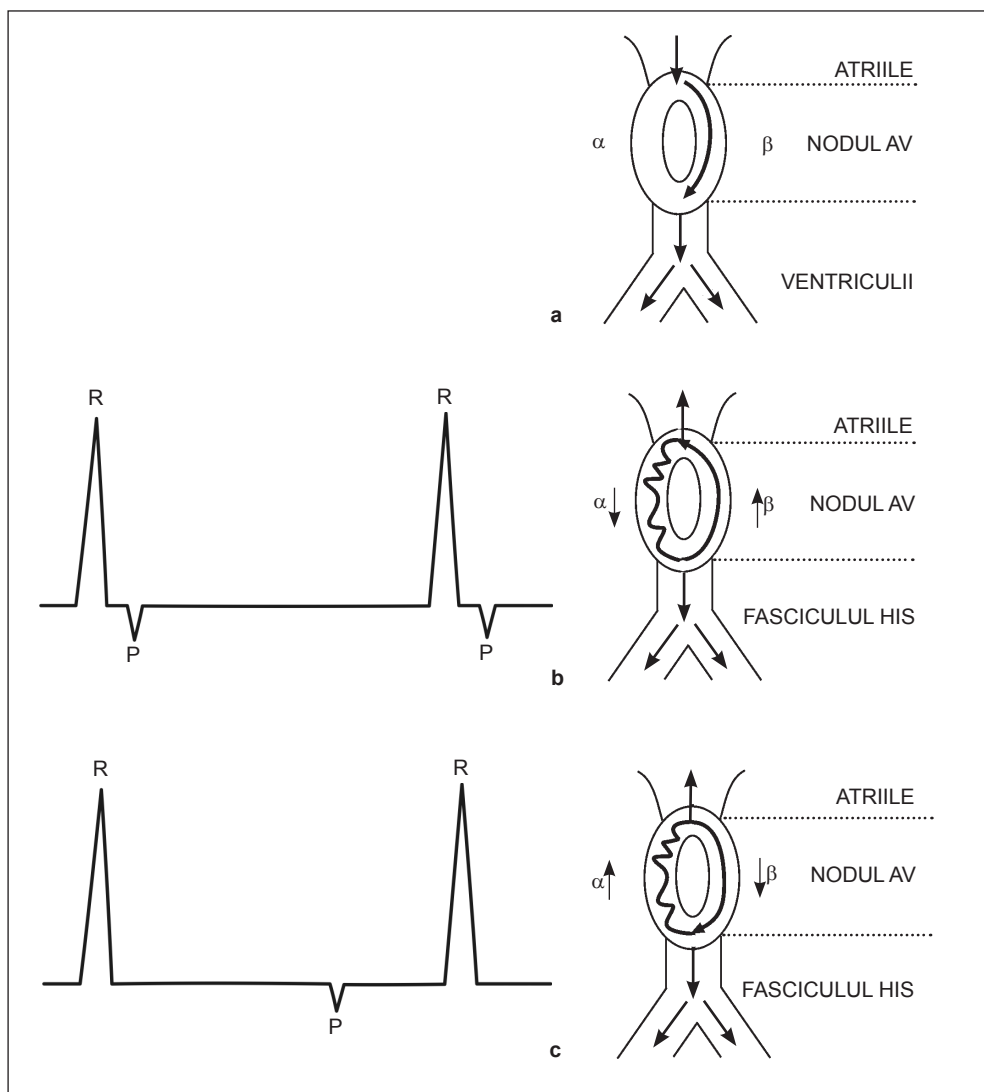 ATRIILE
α β NODUL AV
VENTRICULII
a
R R
ATRIILE
α β NODUL AV
FASCICULUL HIS
P P
b
R R
ATRIILE
α β NODUL AV
FASCICULUL HIS
P
c